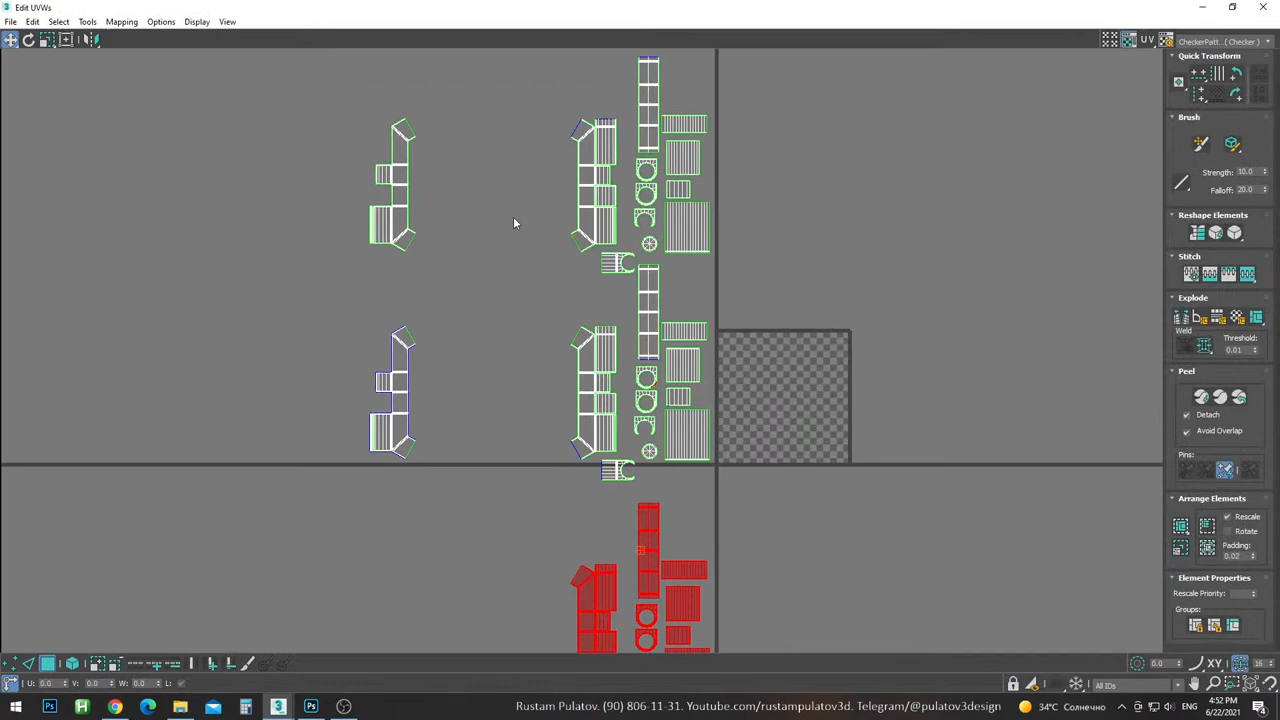 Edit UVWs
File Edit Select Tools Mapping Options Display View
UV
CheckerPatt...( Checker )
Quick Transform
Brush
Strength: 10.0
Falloff: 20.0
Reshape Elements
Stitch
Explode
Weld
Threshold:
0.01
Peel
Detach
Avoid Overlap
Pins:
Arrange Elements
Rescale
Rotate
Padding:
0.02
Element Properties
Rescale Priority:
Groups:
0.0
XY
16
U: 0.0 V: 0.0 W: 0.0 L:
All IDs
Rustam Pulatov. (90) 806-11-31. Youtube.com/rustampulatov3d. Telegram/@pulatov3design
34°C Солнечно
4:52 PM
6/22/2021